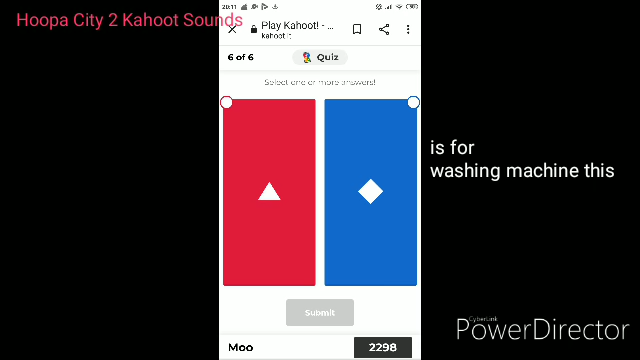 Hoopa City 2 Kahoot Sounds
20:11
Play Kahoot! - ...
kahoot.it
6 of 6
Quiz
Select one or more answers!
is for
washing machine this
Submit
Moo
2298
CyberLink
PowerDirector